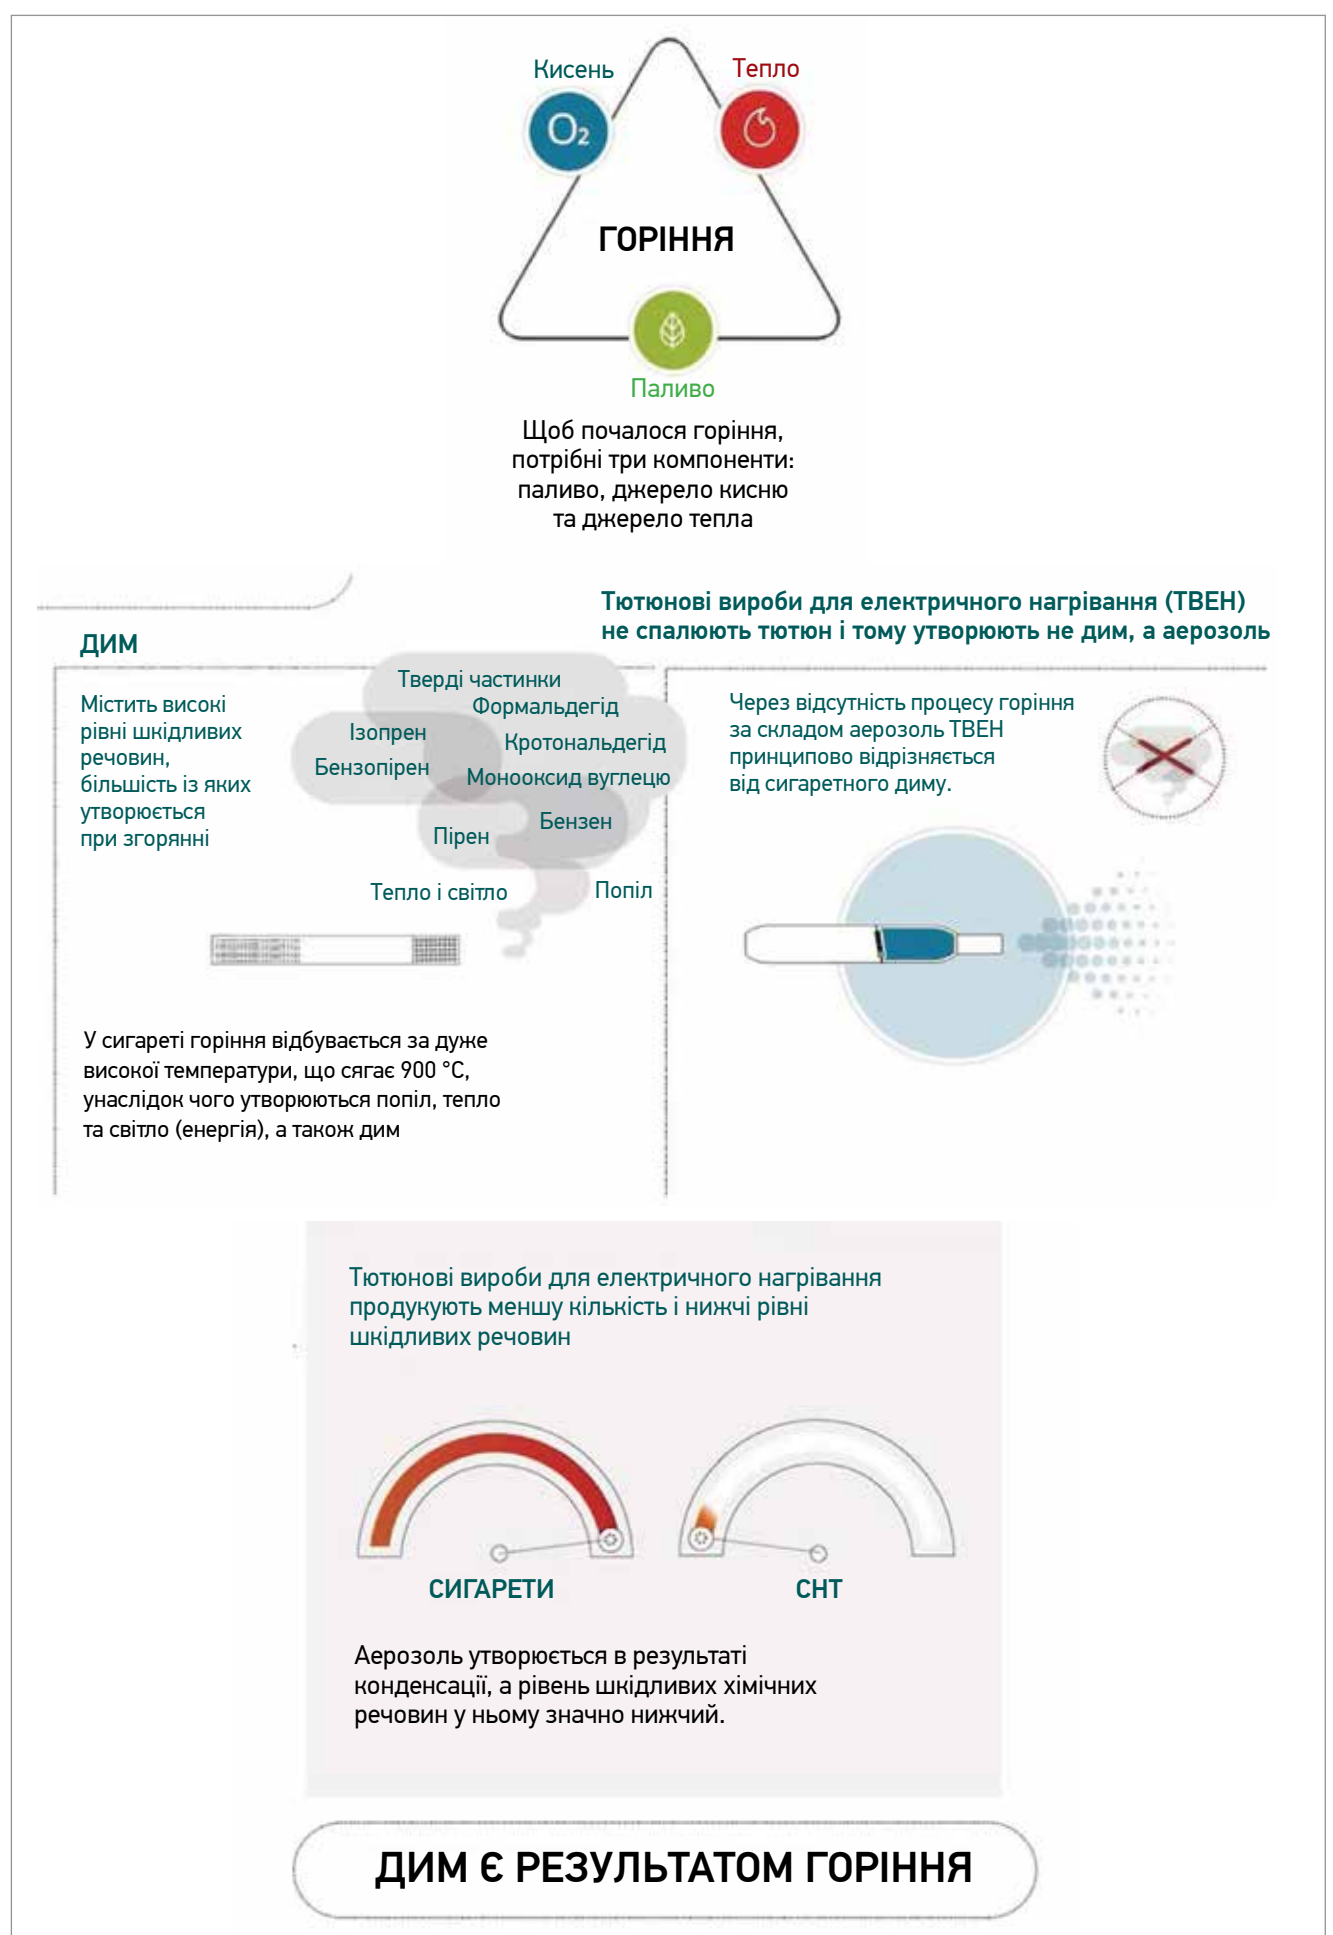 Кисень
Тепло
O₂
ГОРІННЯ
Паливо
Щоб почалося горіння,
потрібні три компоненти:
паливо, джерело кисню
та джерело тепла
Тютюнові вироби для електричного нагрівання (ТВЕН)
не спалюють тютюн і тому утворюють не дим, а аерозоль
ДИМ
Містить високі
рівні шкідливих
речовин,
більшість із яких
утворюється
при згорянні
Тверді частинки
Формальдегід
Ізопрен
Кротональдегід
Бензопірен
Монооксид вуглецю
Бензен
Пірен
Тепло і світло
Попіл
Через відсутність процесу горіння
за складом аерозоль ТВЕН
принципово відрізняється
від сигаретного диму.
У сигареті горіння відбувається за дуже
високої температури, що сягає 900 °C,
унаслідок чого утворюються попіл, тепло
та світло (енергія), а також дим
Тютюнові вироби для електричного нагрівання
продукують меншу кількість і нижчі рівні
шкідливих речовин
СИГАРЕТИ
СНТ
Аерозоль утворюється в результаті
конденсації, а рівень шкідливих хімічних
речовин у ньому значно нижчий.
ДИМ Є РЕЗУЛЬТАТОМ ГОРІННЯ